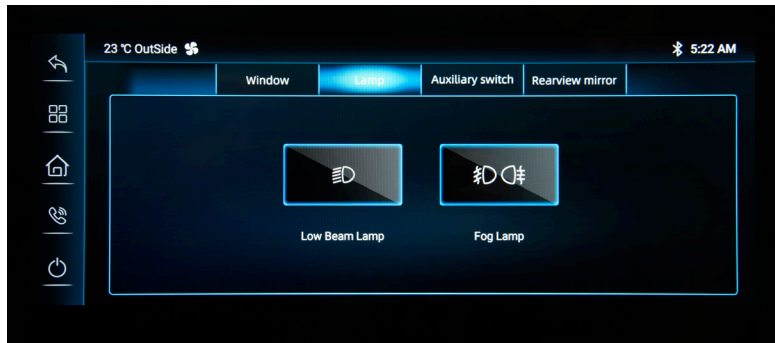 23 ℃ OutSide
5:22 AM
Window
Lamp
Auxiliary switch
Rearview mirror
Low Beam Lamp
Fog Lamp